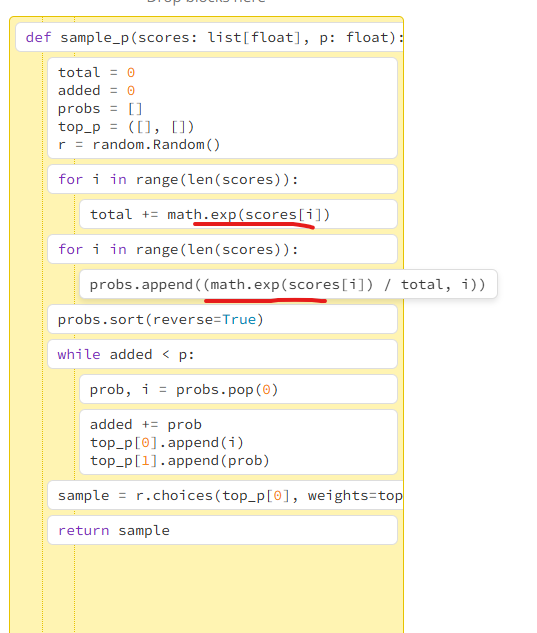 Drop blocks here
def sample_p(scores: list[float], p: float):
total = 0
added = 0
probs = []
top_p = ([], [])
r = random.Random()
for i in range(len(scores)):
total += math.exp(scores[i])
for i in range(len(scores)):
probs.append((math.exp(scores[i]) / total, i))
probs.sort(reverse=True)
while added < p:
prob, i = probs.pop(0)
added += prob
top_p[0].append(i)
top_p[1].append(prob)
sample = r.choices(top_p[0], weights=top
return sample